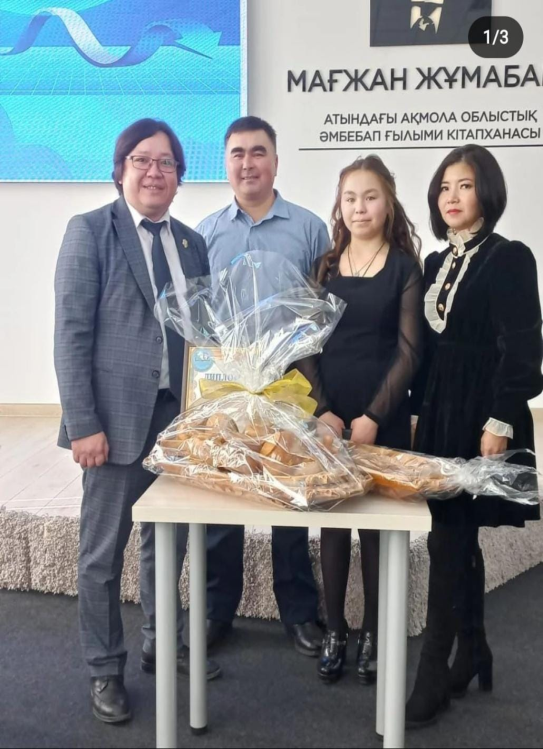 1/3
МАҒЖАН ЖҰМАБА
АТЫНДАҒЫ АҚМОЛА ОБЛЫСТЫҚ
ӘМБЕБАП ҒЫЛЫМИ КІТАПХАНАСЫ